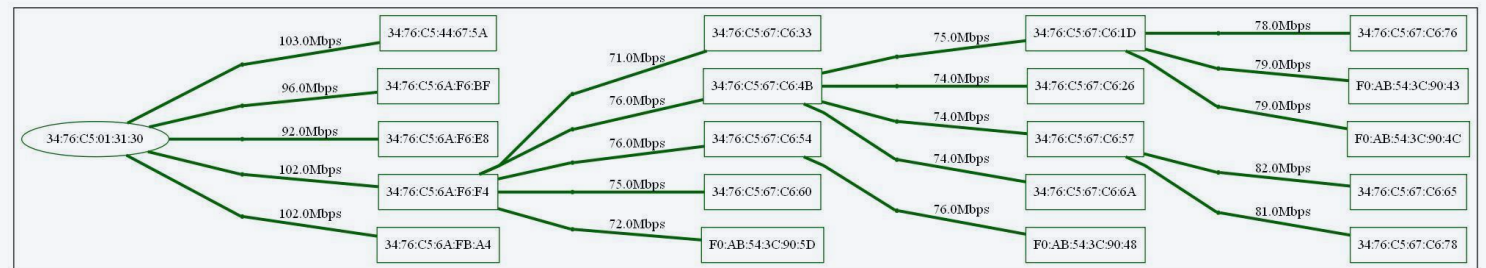 34:76:C5:01:31:30
103.0Mbps
34:76:C5:44:67:5A
96.0Mbps
34:76:C5:6A:F6:BF
92.0Mbps
34:76:C5:6A:F6:E8
102.0Mbps
34:76:C5:6A:F6:F4
102.0Mbps
34:76:C5:6A:FB:A4
71.0Mbps
34:76:C5:67:C6:33
76.0Mbps
34:76:C5:67:C6:4B
76.0Mbps
34:76:C5:67:C6:54
75.0Mbps
34:76:C5:67:C6:60
72.0Mbps
F0:AB:54:3C:90:5D
75.0Mbps
34:76:C5:67:C6:1D
74.0Mbps
34:76:C5:67:C6:26
74.0Mbps
34:76:C5:67:C6:57
74.0Mbps
34:76:C5:67:C6:6A
76.0Mbps
F0:AB:54:3C:90:48
78.0Mbps
34:76:C5:67:C6:76
79.0Mbps
F0:AB:54:3C:90:43
79.0Mbps
F0:AB:54:3C:90:4C
82.0Mbps
34:76:C5:67:C6:65
81.0Mbps
34:76:C5:67:C6:78